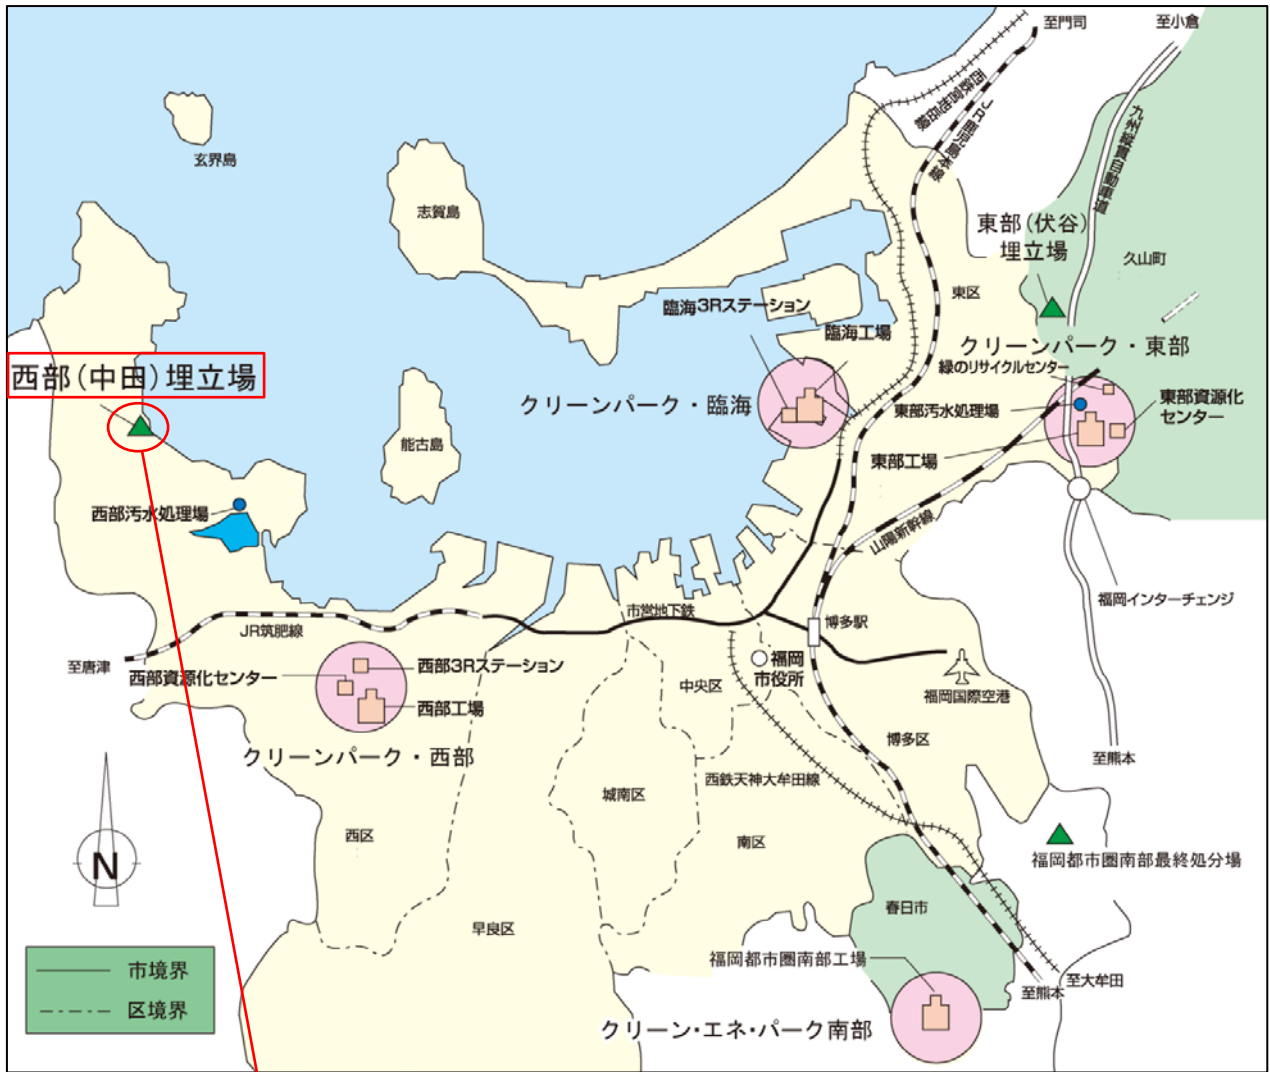 至門司
至小倉
西鉄宮地岳線
JR鹿児島本線
九州縦貫自動車道
玄界島
志賀島
東部(伏谷)
埋立場
久山町
東区
臨海3Rステーション
臨海工場
クリーンパーク・東部
緑のリサイクルセンター
西部(中田)埋立場
クリーンパーク・臨海
東部汚水処理場
東部資源化
センター
能古島
東部工場
西部汚水処理場
山陽新幹線
福岡インターチェンジ
市営地下鉄
博多駅
JR筑肥線
至唐津
西部3Rステーション
西部資源化センター
福岡
市役所
中央区
福岡国際空港
西部工場
クリーンパーク・西部
博多区
至熊本
西鉄天神大牟田線
城南区
西区
南区
福岡都市圏南部最終処分場
N
春日市
早良区
福岡都市圏南部工場
市境界
至大牟田
至熊本
区境界
クリーン・エネ・パーク南部